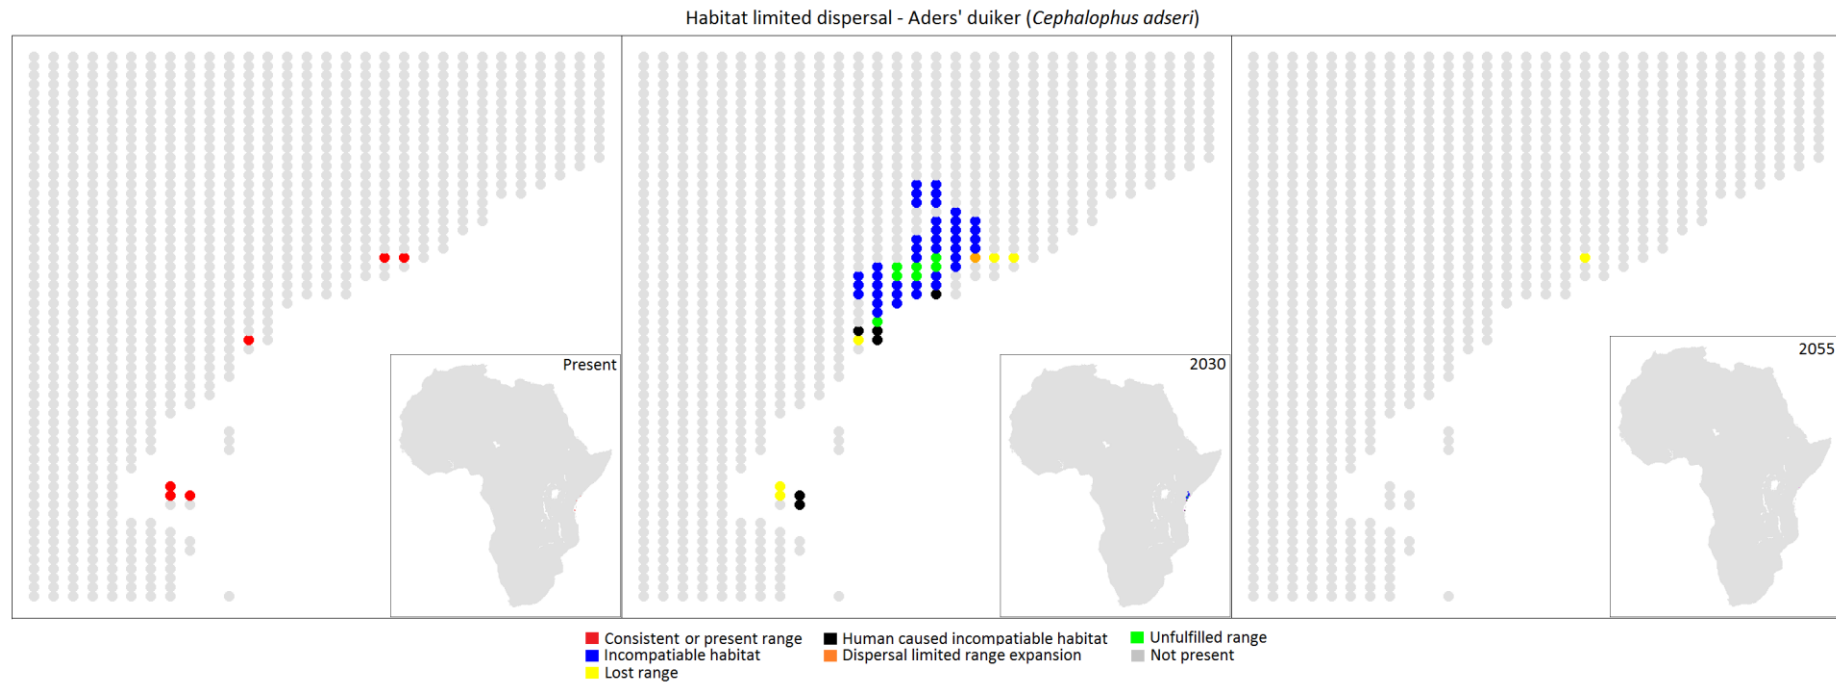 Habitat limited dispersal - Aders' duiker (Cephalophus adseri)
Present
2030
2055
Consistent or present range
Human caused incompatiable habitat
Unfulfilled range
Incompatiable habitat
Dispersal limited range expansion
Not present
Lost range